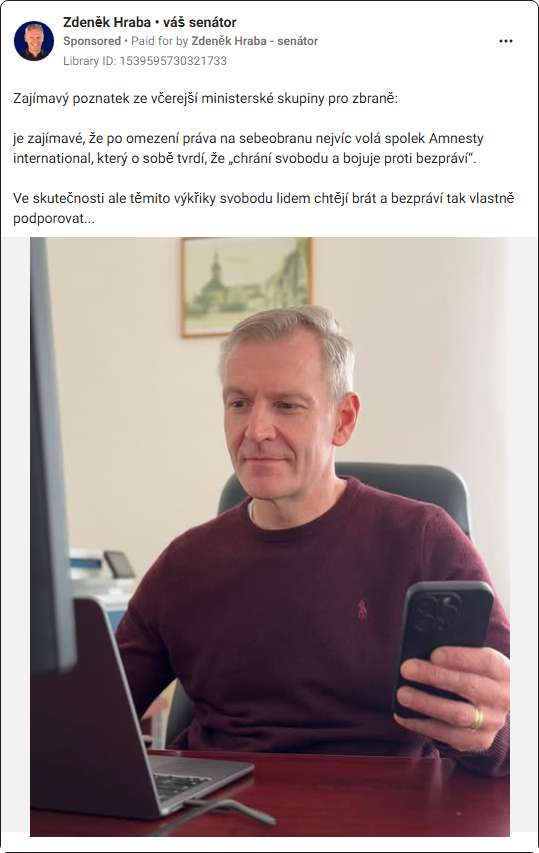 Zdeněk Hraba • váš senátor
Sponsored • Paid for by Zdeněk Hraba - senátor
Library ID: 1539595730321733
Zajímavý poznatek ze včerejší ministerské skupiny pro zbraně:
je zajímavé, že po omezení práva na sebeobranu nejvíc volá spolek Amnesty
international, který o sobě tvrdí, že „chrání svobodu a bojuje proti bezpráví“.
Ve skutečnosti ale těmito výkřiky svobodu lidem chtějí brát a bezpráví tak vlastně
podporovat...